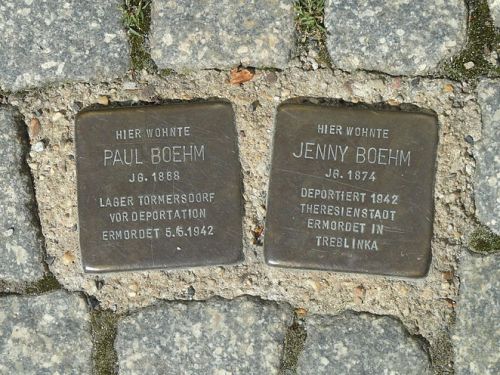 HIER WOHNTE
PAUL BOEHM
JG. 1868
LAGER TORMERSDORF
VOR DEPORTATION
ERMORDET 5.6.1942
HIER WOHNTE
JENNY BOEHM
JG. 1874
DEPORTIERT 1942
THERESIENSTADT
ERMORDET IN
TREBLINKA